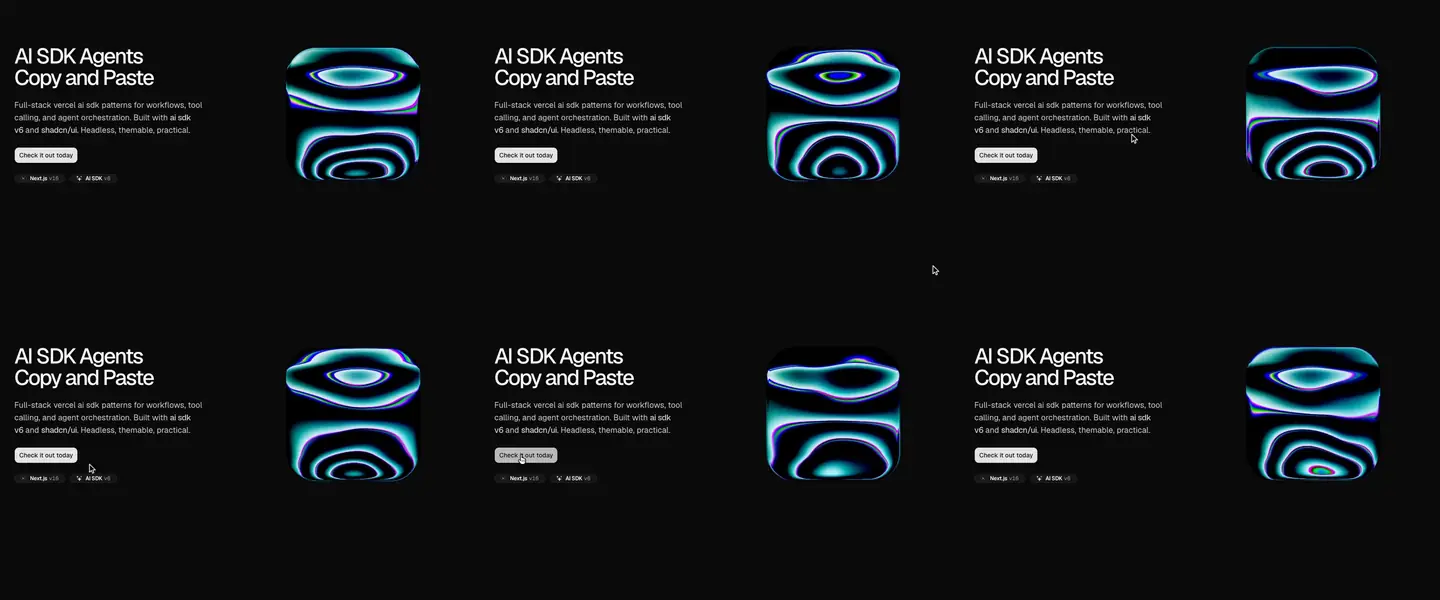 AI SDK Agents
Copy and Paste
Full-stack vercel ai sdk patterns for workflows, tool
calling, and agent orchestration. Built with ai sdk
v6 and shadcn/ui. Headless, themable, practical.
Check it out today
Next.js v16
AI SDK v6
AI SDK Agents
Copy and Paste
Full-stack vercel ai sdk patterns for workflows, tool
calling, and agent orchestration. Built with ai sdk
v6 and shadcn/ui. Headless, themable, practical.
Check it out today
Next.js v16
AI SDK v6
AI SDK Agents
Copy and Paste
Full-stack vercel ai sdk patterns for workflows, tool
calling, and agent orchestration. Built with ai sdk
v6 and shadcn/ui. Headless, themable, practical.
Check it out today
Next.js v16
AI SDK v6
AI SDK Agents
Copy and Paste
Full-stack vercel ai sdk patterns for workflows, tool
calling, and agent orchestration. Built with ai sdk
v6 and shadcn/ui. Headless, themable, practical.
Check it out today
Next.js v16
AI SDK v6
AI SDK Agents
Copy and Paste
Full-stack vercel ai sdk patterns for workflows, tool
calling, and agent orchestration. Built with ai sdk
v6 and shadcn/ui. Headless, themable, practical.
Check it out today
Next.js v16
AI SDK v6
AI SDK Agents
Copy and Paste
Full-stack vercel ai sdk patterns for workflows, tool
calling, and agent orchestration. Built with ai sdk
v6 and shadcn/ui. Headless, themable, practical.
Check it out today
Next.js v16
AI SDK v6